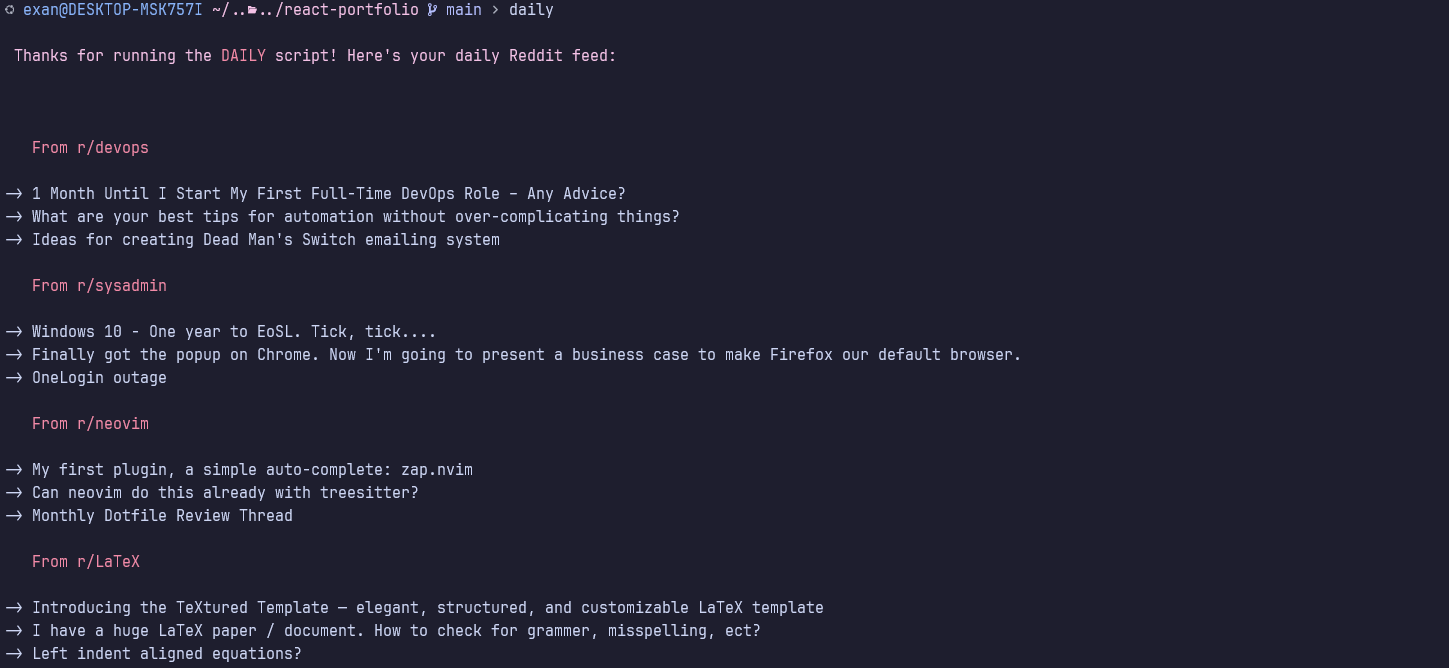 exan@DESKTOP-MSK757I ~/..../react-portfolio main > daily
Thanks for running the DAILY script! Here's your daily Reddit feed:
From r/devops
→ 1 Month Until I Start My First Full-Time DevOps Role – Any Advice?
→ What are your best tips for automation without over-complicating things?
→ Ideas for creating Dead Man's Switch emailing system
From r/sysadmin
→ Windows 10 - One year to EoSL. Tick, tick....
→ Finally got the popup on Chrome. Now I'm going to present a business case to make Firefox our default browser.
→ OneLogin outage
From r/neovim
→ My first plugin, a simple auto-complete: zap.nvim
→ Can neovim do this already with treesitter?
→ Monthly Dotfile Review Thread
From r/LaTeX
→ Introducing the TeXtured Template — elegant, structured, and customizable LaTeX template
→ I have a huge LaTeX paper / document. How to check for grammer, misspelling, ect?
→ Left indent aligned equations?